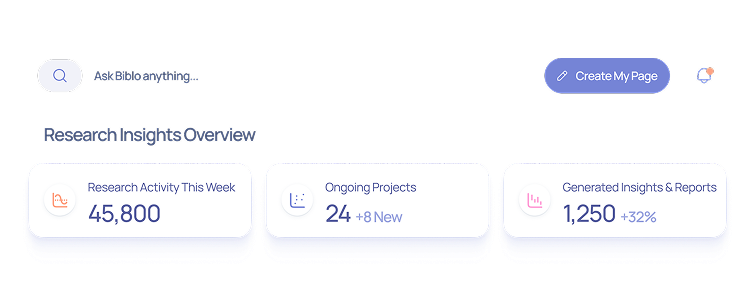 Ask Biblo anything...
Create My Page
Research Insights Overview
Research Activity This Week
45,800
Ongoing Projects
24 +8 New
Generated Insights & Reports
1,250 +32%